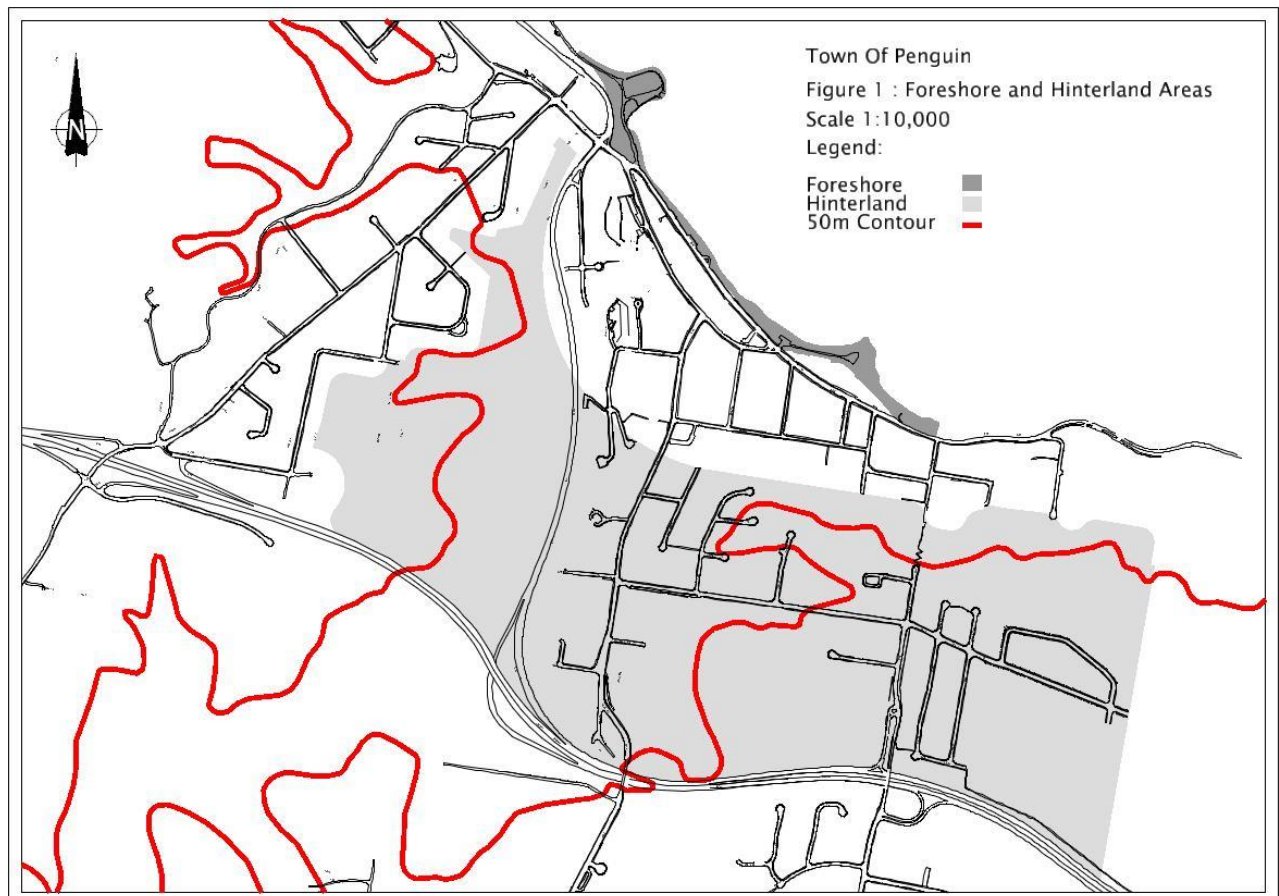 Town Of Penguin
Figure 1 : Foreshore and Hinterland Areas
Scale 1:10,000
Legend:
Foreshore
Hinterland
50m Contour
N